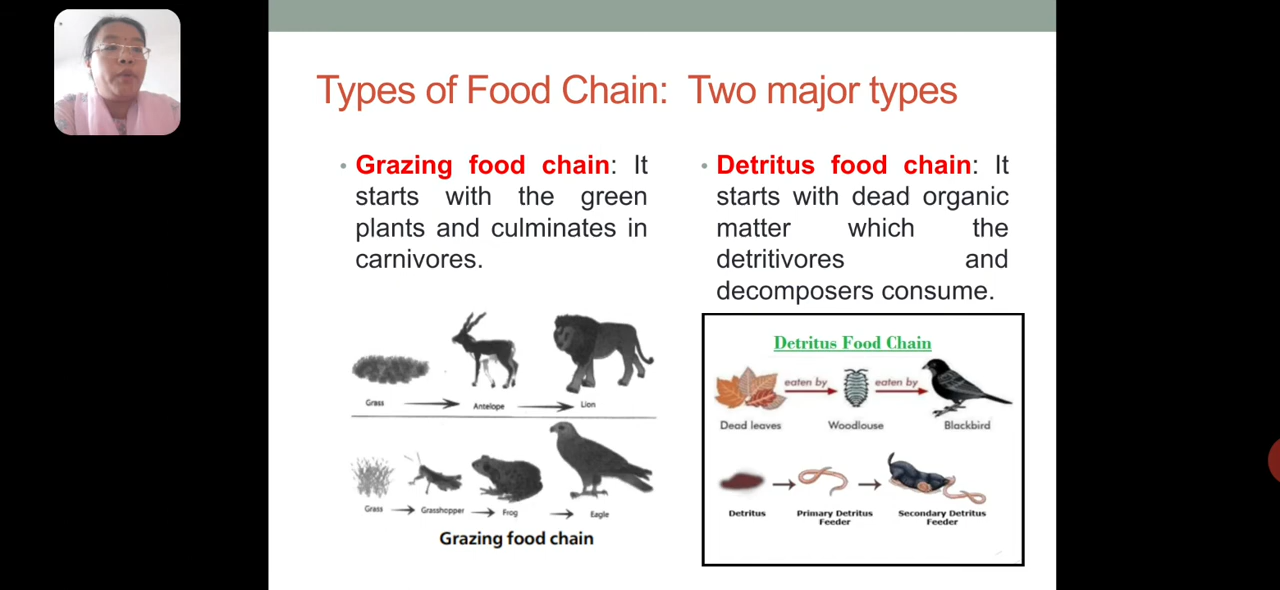 Types of Food Chain: Two major types
• Grazing food chain: It
starts with the green
plants and culminates in
carnivores.
Grass
Antelope
Lion
Grass
Grasshopper
Frog
Eagle
Grazing food chain
• Detritus food chain: It
starts with dead organic
matter which the
detritivores and
decomposers consume.
Detritus Food Chain
eaten by
eaten by
Dead leaves
Woodlouse
Blackbird
Detritus
Primary Detritus
Feeder
Secondary Detritus
Feeder